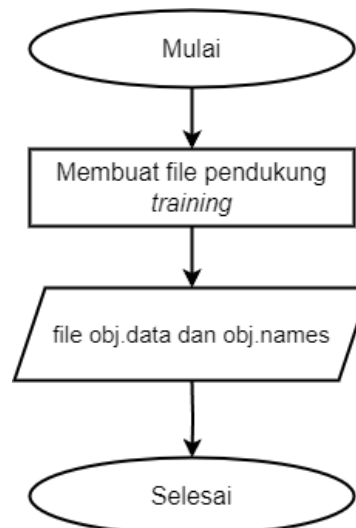 Mulai
Membuat file pendukung
training
file obj.data dan obj.names
Selesai